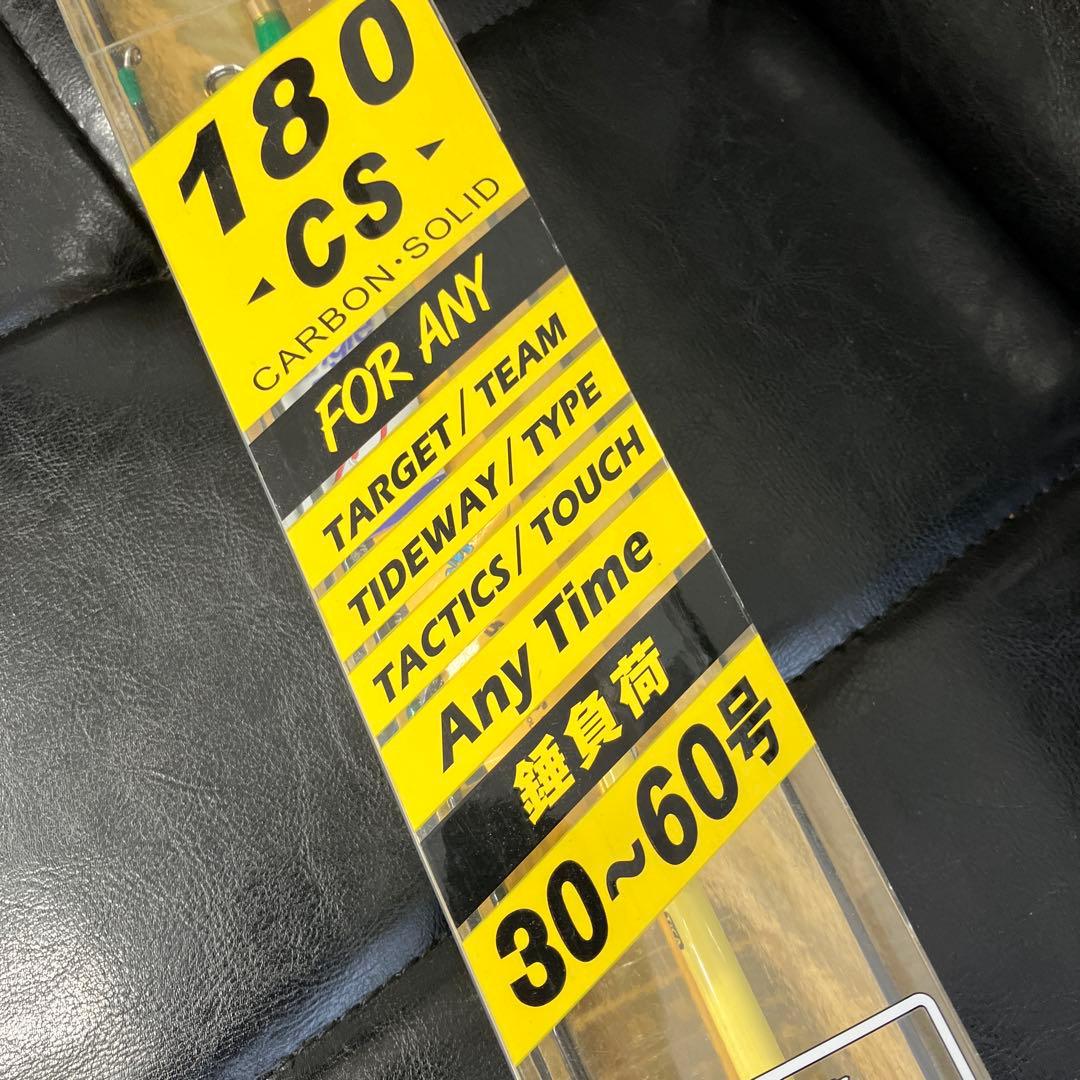 180
CS
CARBON・SOLID
FOR ANY
TARGET/TEAM
TIDEWAY/TYPE
TACTICS/TOUCH
Any Time
錘負荷
30~60号